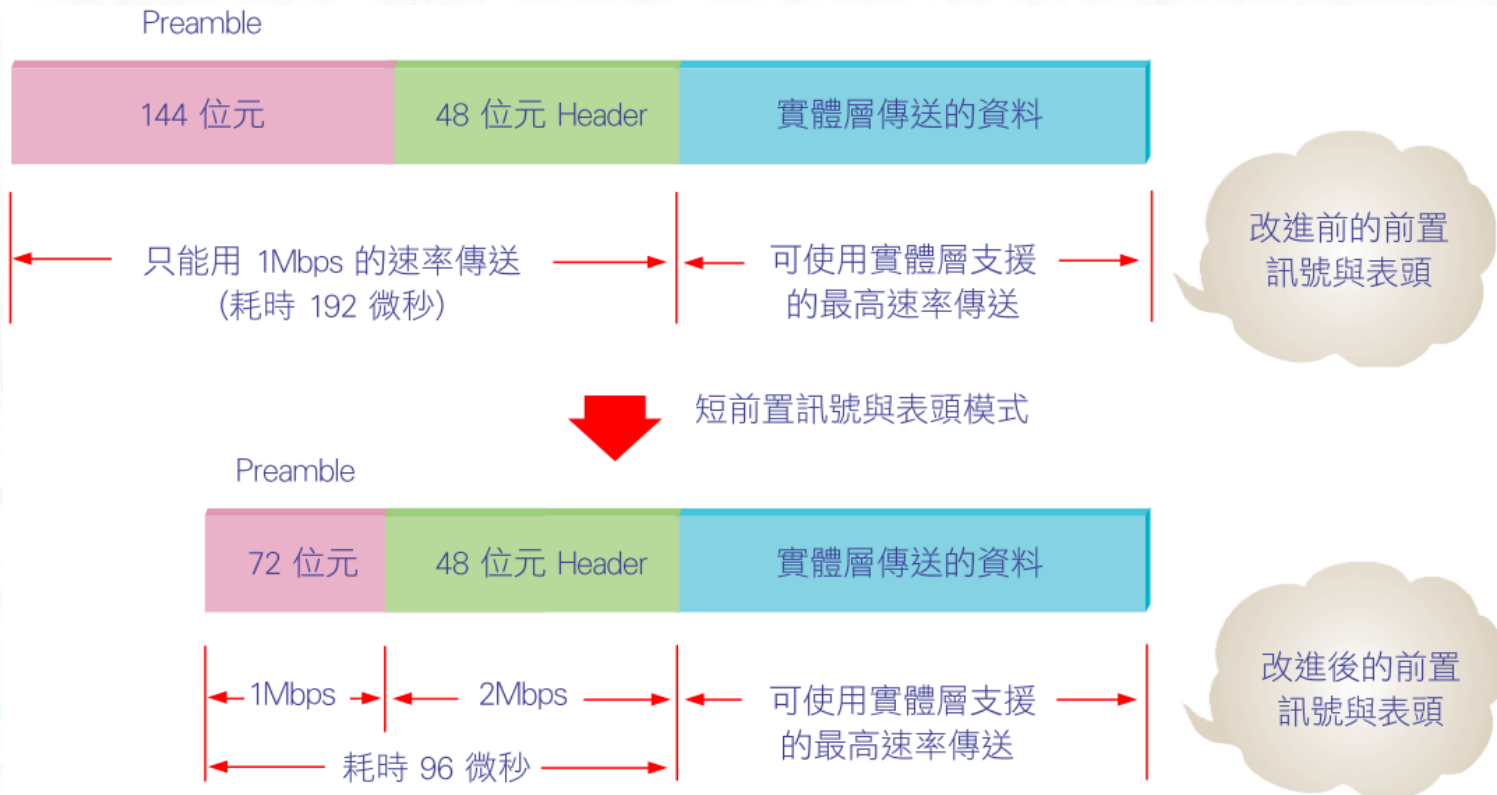 Preamble
144 位元
48 位元 Header
實體層傳送的資料
只能用 1Mbps 的速率傳送
(耗時 192 微秒)
可使用實體層支援
的最高速率傳送
改進前的前置
訊號與表頭
短前置訊號與表頭模式
Preamble
72 位元
48 位元 Header
實體層傳送的資料
1Mbps
2Mbps
耗時 96 微秒
可使用實體層支援
的最高速率傳送
改進後的前置
訊號與表頭